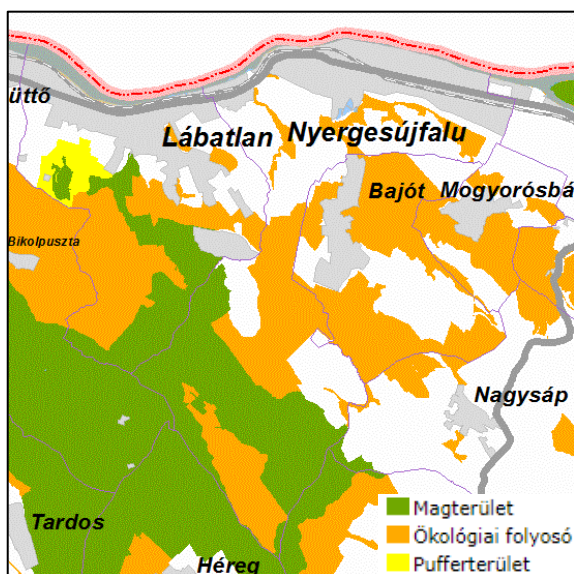 üttő
Lábatlan
Nyergesújfalu
Bajót
Mogyorósbá
Bikolpuszta
Nagysáp
Magterület
Ökológiai folyosó
Pufferterület
Tardos
Héreg